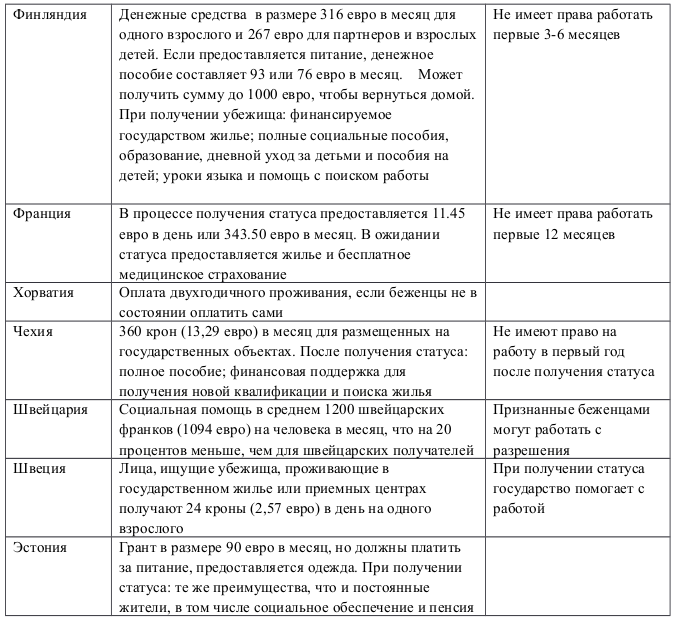 Финляндия
Денежные средства в размере 316 евро в месяц для
одного взрослого и 267 евро для партнеров и взрослых
детей. Если предоставляется питание, денежное
пособие составляет 93 или 76 евро в месяц. Может
получить сумму до 1000 евро, чтобы вернуться домой.
При получении убежища: финансируемое
государством жилье; полные социальные пособия,
образование, дневной уход за детьми и пособия на
детей; уроки языка и помощь с поиском работы
Не имеет права работать
первые 3-6 месяцев
Франция
В процессе получения статуса предоставляется 11.45
евро в день или 343.50 евро в месяц. В ожидании
статуса предоставляется жилье и бесплатное
медицинское страхование
Не имеет права работать
первые 12 месяцев
Хорватия
Оплата двухгодичного проживания, если беженцы не в
состоянии оплатить сами
Чехия
360 крон (13,29 евро) в месяц для размещенных на
государственных объектах. После получения статуса:
полное пособие; финансовая поддержка для
получения новой квалификации и поиска жилья
Не имеют право на
работу в первый год
после получения статуса
Швейцария
Социальная помощь в среднем 1200 швейцарских
франков (1094 евро) на человека в месяц, что на 20
процентов меньше, чем для швейцарских получателей
Признанные беженцами
могут работать с
разрешения
Швеция
Лица, ищущие убежища, проживающие в
государственном жилье или приемных центрах
получают 24 кроны (2,57 евро) в день на одного
взрослого
При получении статуса
государство помогает с
работой
Эстония
Грант в размере 90 евро в месяц, но должны платить
за питание, предоставляется одежда. При получении
статуса: те же преимущества, что и постоянные
жители, в том числе социальное обеспечение и пенсия